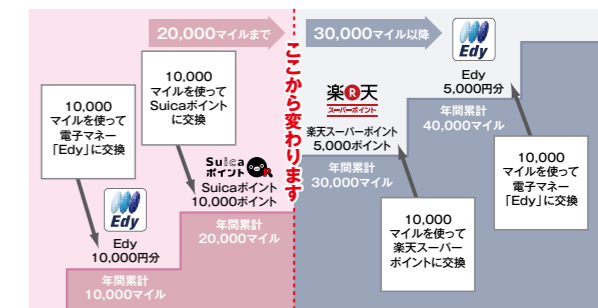 20,000マイルまで
30,000マイル以降
ここから変わります
10,000
マイルを使って
電子マネー
「Edy」に交換
Edy
Edy
10,000円分
年間累計
10,000マイル
10,000
マイルを使って
Suicaポイント
に交換
Suica
ポイント
Suicaポイント
10,000ポイント
年間累計
20,000マイル
楽R天
スーパーポイント
楽天スーパーポイント
5,000ポイント
年間累計
30,000マイル
10,000
マイルを使って
楽天スーパー
ポイントに交換
Edy
Edy
5,000円分
年間累計
40,000マイル
10,000
マイルを使って
電子マネー
「Edy」に交換